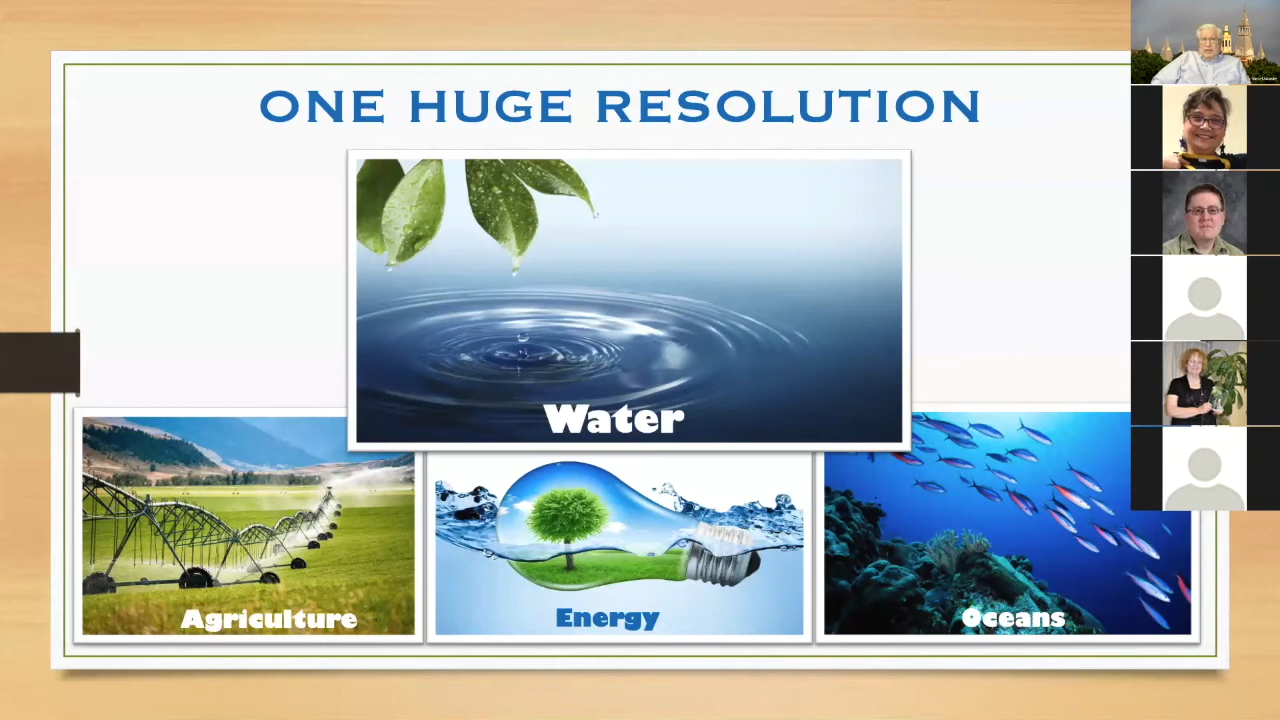 ONE HUGE RESOLUTION
Water
Agriculture
Energy
Oceans